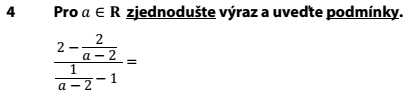 4 Pro a ∈ R zjednodušte výraz a uveďte podmínky.
2 − 2/(a − 2)
1/(a − 2) − 1 =